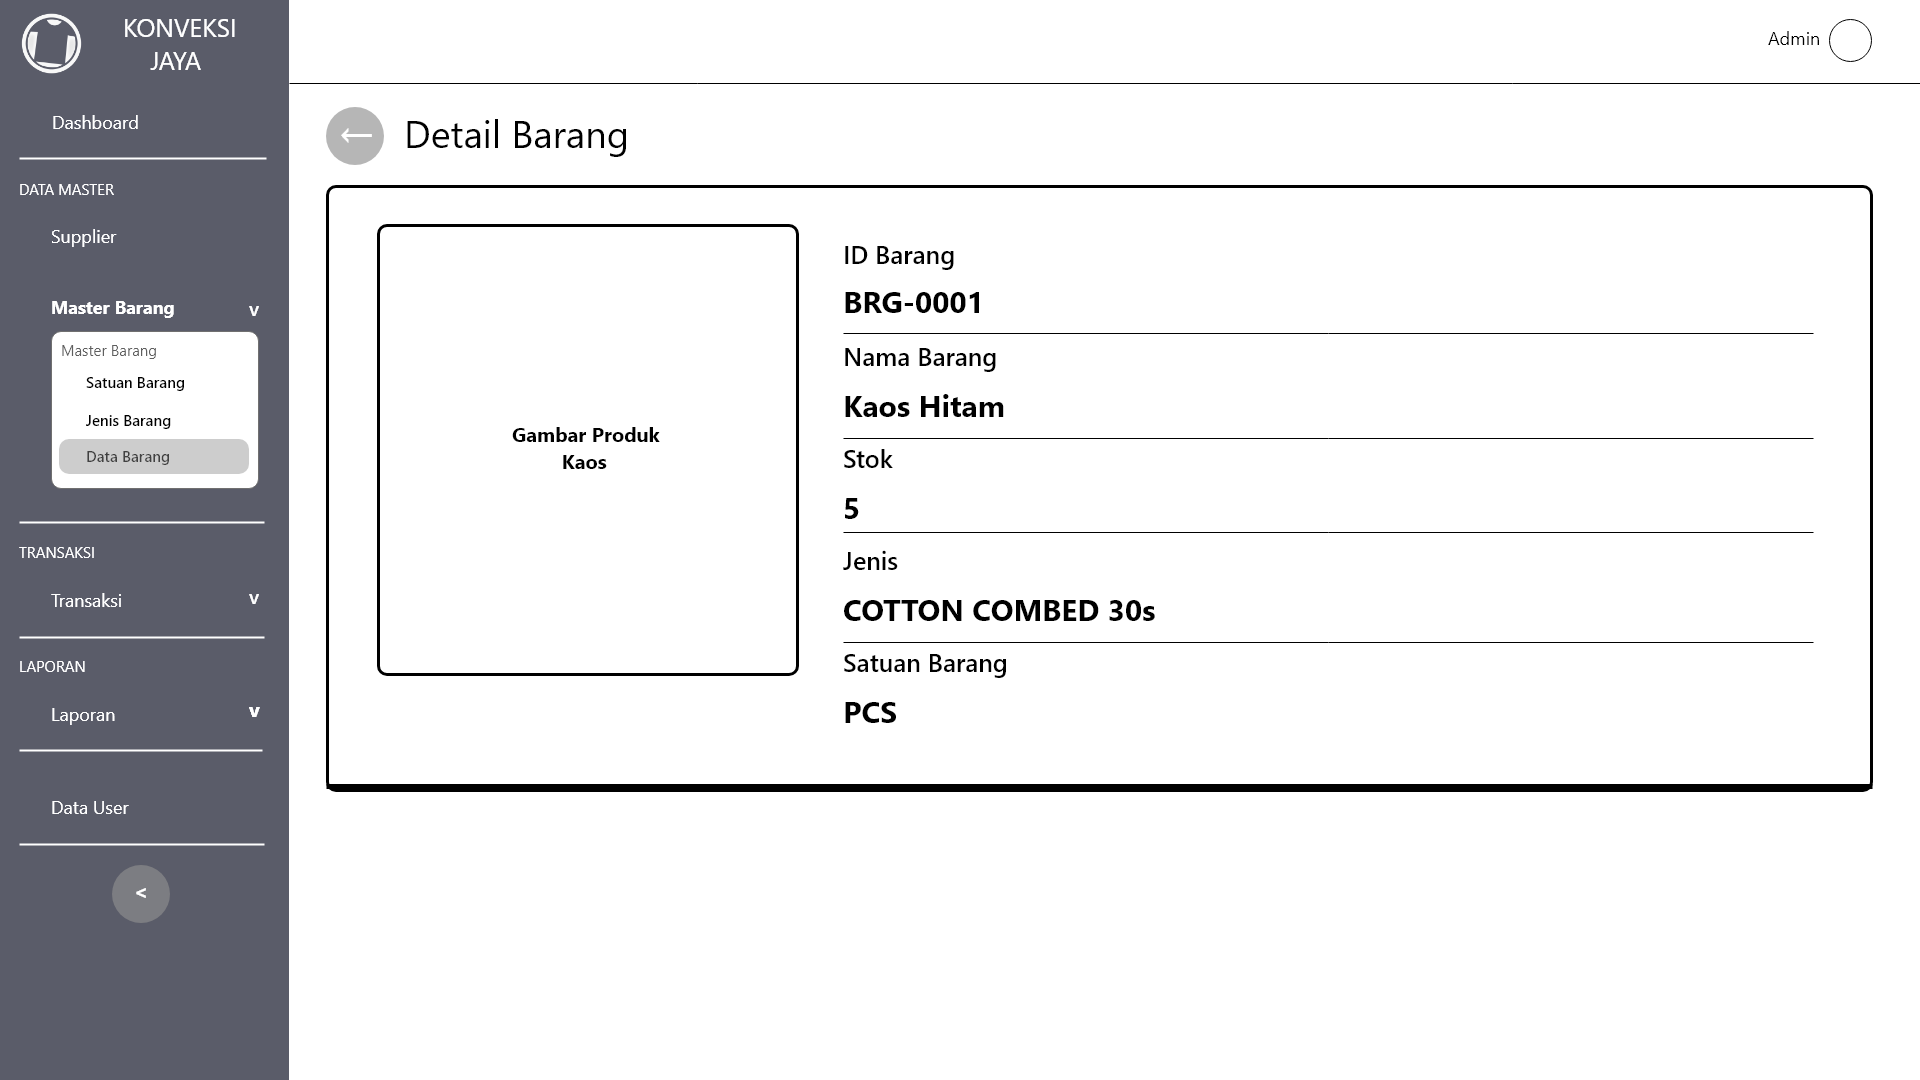 KONVEKSI
JAYA
Admin
Dashboard
DATA MASTER
Supplier
Master Barang v
Master Barang
Satuan Barang
Jenis Barang
Data Barang
TRANSAKSI
Transaksi v
LAPORAN
Laporan v
Data User
<
← Detail Barang
Gambar Produk
Kaos
ID Barang
BRG-0001
Nama Barang
Kaos Hitam
Stok
5
Jenis
COTTON COMBED 30s
Satuan Barang
PCS